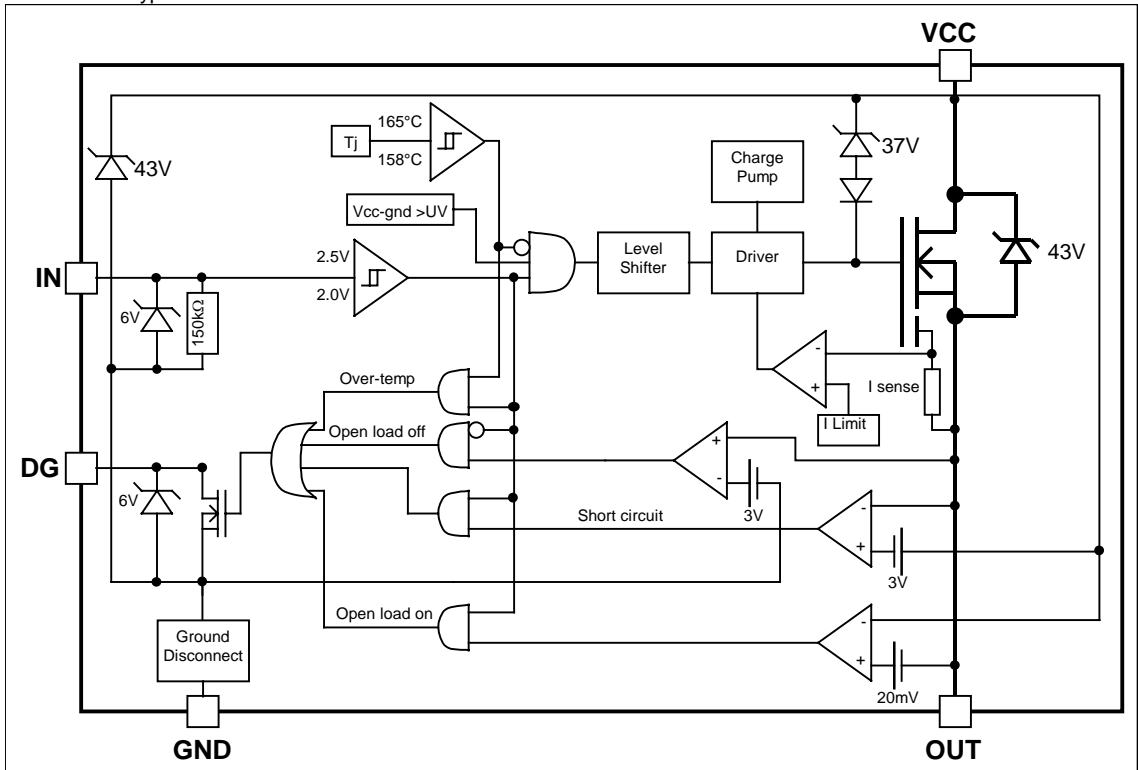 VCC
165°C
Tj
158°C
43V
37V
Charge
Pump
Vcc-gnd >UV
Level
Shifter
Driver
43V
2.5V
IN
2.0V
6V
150kΩ
-
+
I sense
I Limit
Over-temp
Open load off
+
-
3V
DG
6V
Short circuit
-
+
3V
Open load on
-
+
20mV
Ground
Disconnect
GND
OUT